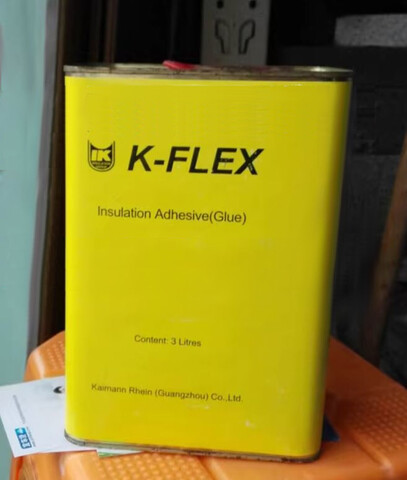 K K-FLEX
Insulation Adhesive(Glue)
Content: 3 Litres
Kaimann Rhein (Guangzhou) Co.,Ltd.